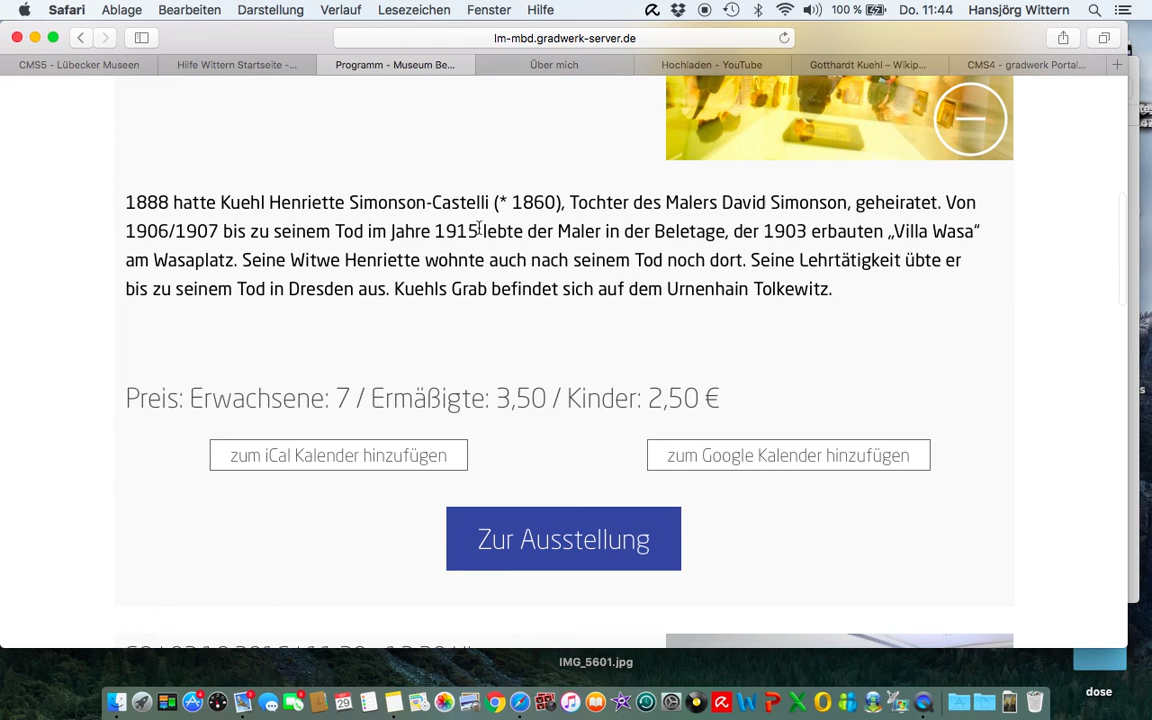 Safari Ablage Bearbeiten Darstellung Verlauf Lesezeichen Fenster Hilfe 100 % Do. 11:44 Hansjörg Wittern
lm-mbd.gradwerk-server.de
CMS5 - Lübecker Museen Hilfe Wittern Startseite -... Programm - Museum Be... Über mich Hochladen - YouTube Gotthardt Kuehl – Wikip... CMS4 - gradwerk Portal...
1888 hatte Kuehl Henriette Simonson-Castelli (* 1860), Tochter des Malers David Simonson, geheiratet. Von
1906/1907 bis zu seinem Tod im Jahre 1915 lebte der Maler in der Beletage, der 1903 erbauten „Villa Wasa“
am Wasaplatz. Seine Witwe Henriette wohnte auch nach seinem Tod noch dort. Seine Lehrtätigkeit übte er
bis zu seinem Tod in Dresden aus. Kuehls Grab befindet sich auf dem Urnenhain Tolkewitz.
Preis: Erwachsene: 7 / Ermäßigte: 3,50 / Kinder: 2,50 €
zum iCal Kalender hinzufügen
zum Google Kalender hinzufügen
Zur Ausstellung
IMG_5601.jpg
dose